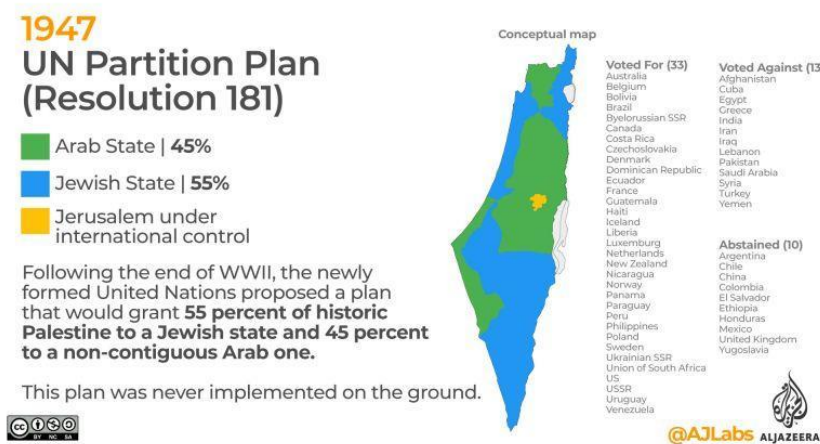 1947
UN Partition Plan
(Resolution 181)
Arab State | 45%
Jewish State | 55%
Jerusalem under
international control
Following the end of WWII, the newly
formed United Nations proposed a plan
that would grant 55 percent of historic
Palestine to a Jewish state and 45 percent
to a non-contiguous Arab one.
This plan was never implemented on the ground.
cc BY NC SA
Conceptual map
Voted For (33)
Australia
Belgium
Bolivia
Brazil
Byelorussian SSR
Canada
Costa Rica
Czechoslovakia
Denmark
Dominican Republic
Ecuador
France
Guatemala
Haiti
Iceland
Liberia
Luxemburg
Netherlands
New Zealand
Nicaragua
Norway
Panama
Paraguay
Peru
Philippines
Poland
Sweden
Ukrainian SSR
Union of South Africa
US
USSR
Uruguay
Venezuela
Voted Against (13
Afghanistan
Cuba
Egypt
Greece
India
Iran
Iraq
Lebanon
Pakistan
Saudi Arabia
Syria
Turkey
Yemen
Abstained (10)
Argentina
Chile
China
Colombia
El Salvador
Ethiopia
Honduras
Mexico
United Kingdom
Yugoslavia
@AJLabs ALJAZEERA